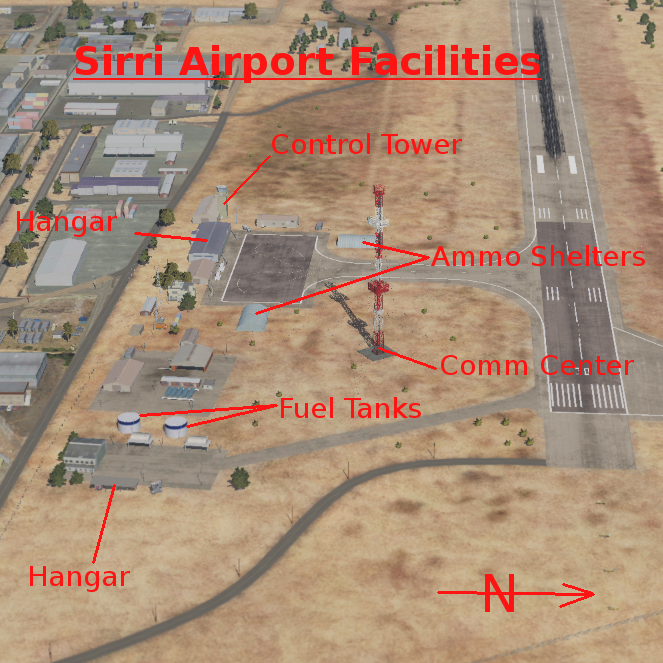 Sirri Airport Facilities
Control Tower
Hangar
Ammo Shelters
Comm Center
Fuel Tanks
Hangar
N